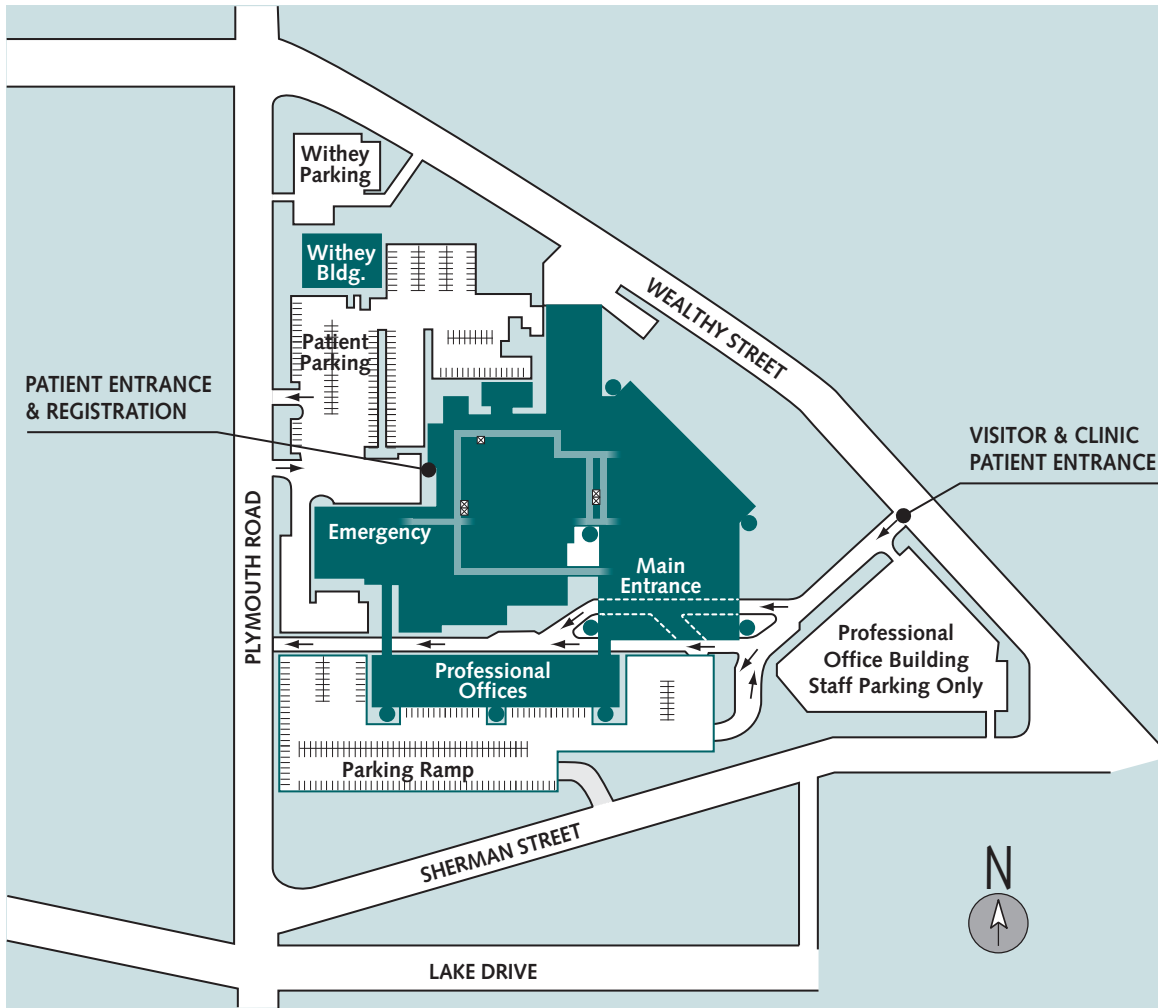 Withey
Parking
Withey
Bldg.
WEALTHY STREET
Patient
Parking
PATIENT ENTRANCE
& REGISTRATION
VISITOR & CLINIC
PATIENT ENTRANCE
PLYMOUTH ROAD
Emergency
Main
Entrance
Professional
Office Building
Staff Parking Only
Professional
Offices
Parking Ramp
SHERMAN STREET
N
LAKE DRIVE